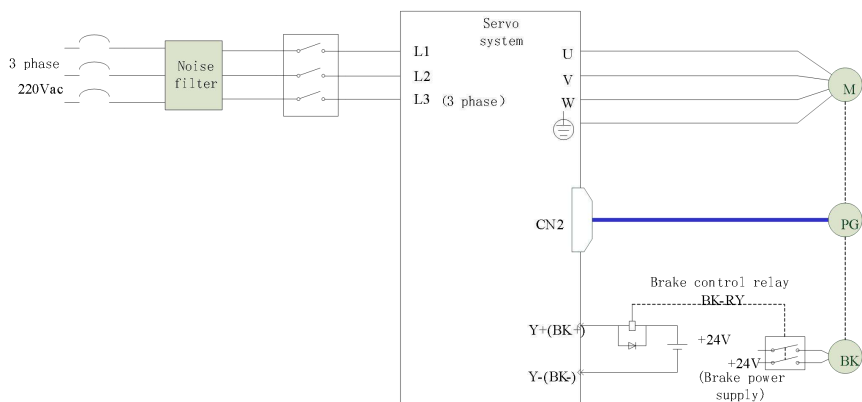 Servo
system
3 phase
220Vac
Noise
filter
L1
L2
L3 (3 phase)
U
V
W
M
CN2
PG
Brake control relay
BK-RY
Y+(BK+)
+24V
+24V
BK
Y-(BK-)
(Brake power
supply)